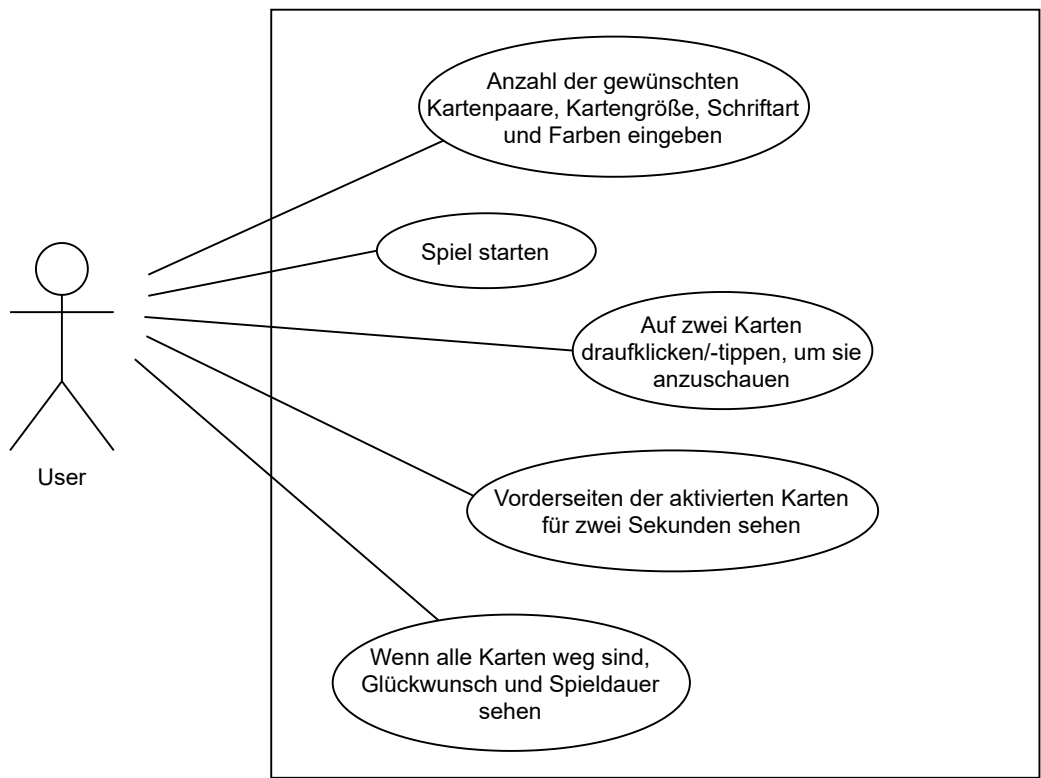 Anzahl der gewünschten
Kartenpaare, Kartengröße, Schriftart
und Farben eingeben
Spiel starten
Auf zwei Karten
draufklicken/-tippen, um sie
anzuschauen
User
Vorderseiten der aktivierten Karten
für zwei Sekunden sehen
Wenn alle Karten weg sind,
Glückwunsch und Spieldauer
sehen